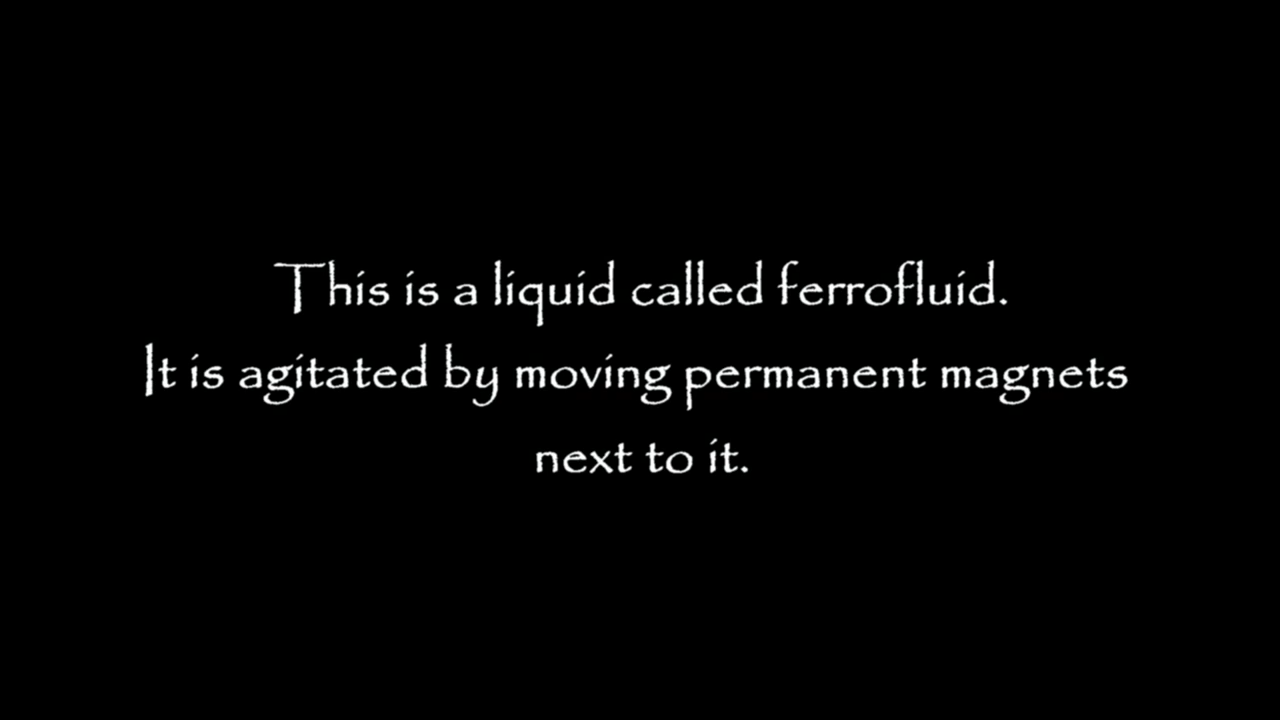 This is a liquid called ferrofluid.
It is agitated by moving permanent magnets
next to it.